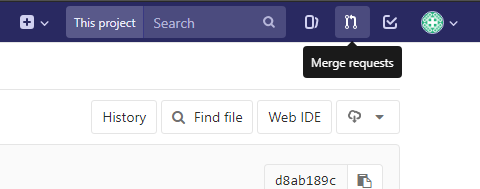 This project Search
Merge requests
History Find file Web IDE
d8ab189c